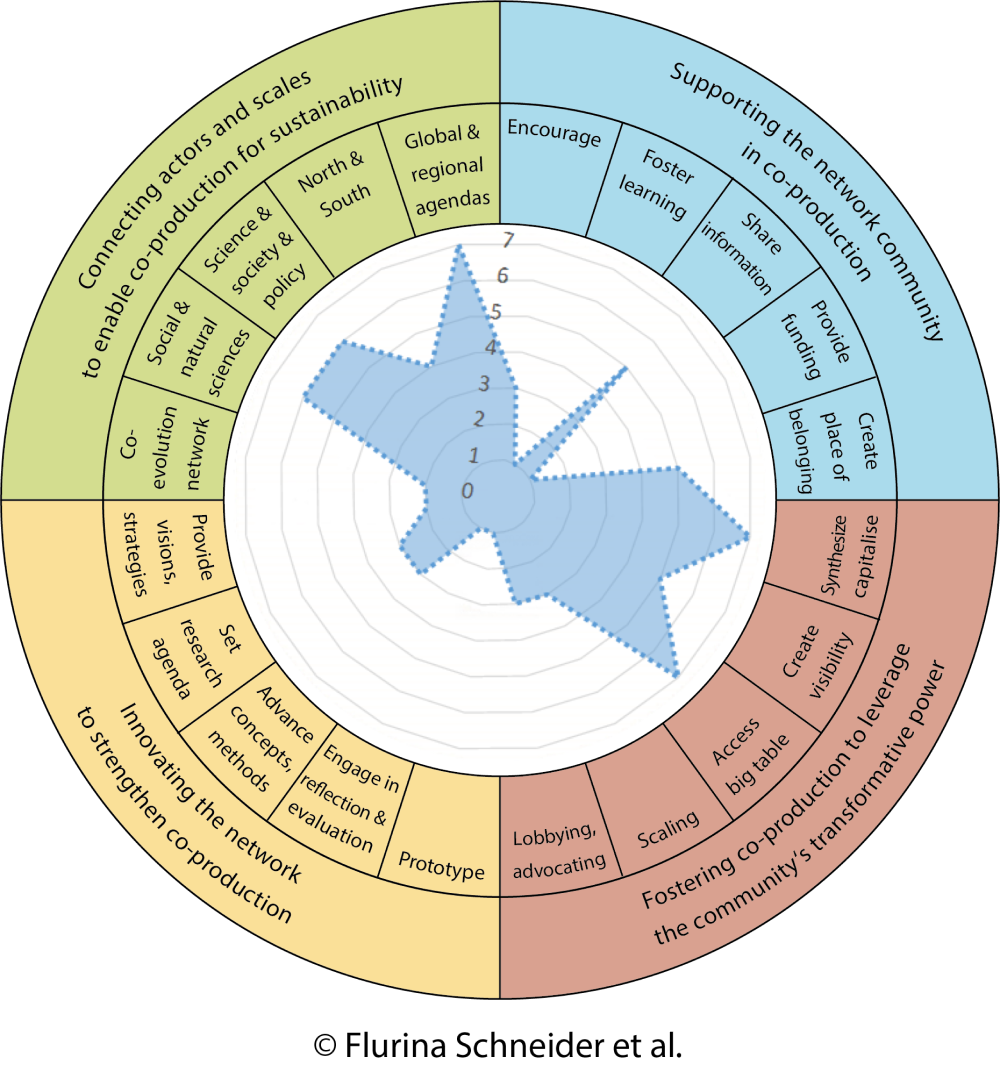 Connecting actors and scales
to enable co-production for sustainability
Supporting the network community
in co-production
Global &
regional
agendas
North &
South
Science &
society &
policy
Social &
natural
sciences
Co-
evolution
network
Encourage
Foster
learning
Share
information
Provide
funding
Create
place of
belonging
7
6
5
4
3
2
1
0
Provide
visions,
strategies
Set
research
agenda
Advance
concepts,
methods
Engage in
reflection &
evaluation
Prototype
Synthesize
capitalise
Create
visibility
Access
big table
Scaling
Lobbying,
advocating
Innovating the network
to strengthen co-production
Fostering co-production to leverage
the community's transformative power
© Flurina Schneider et al.